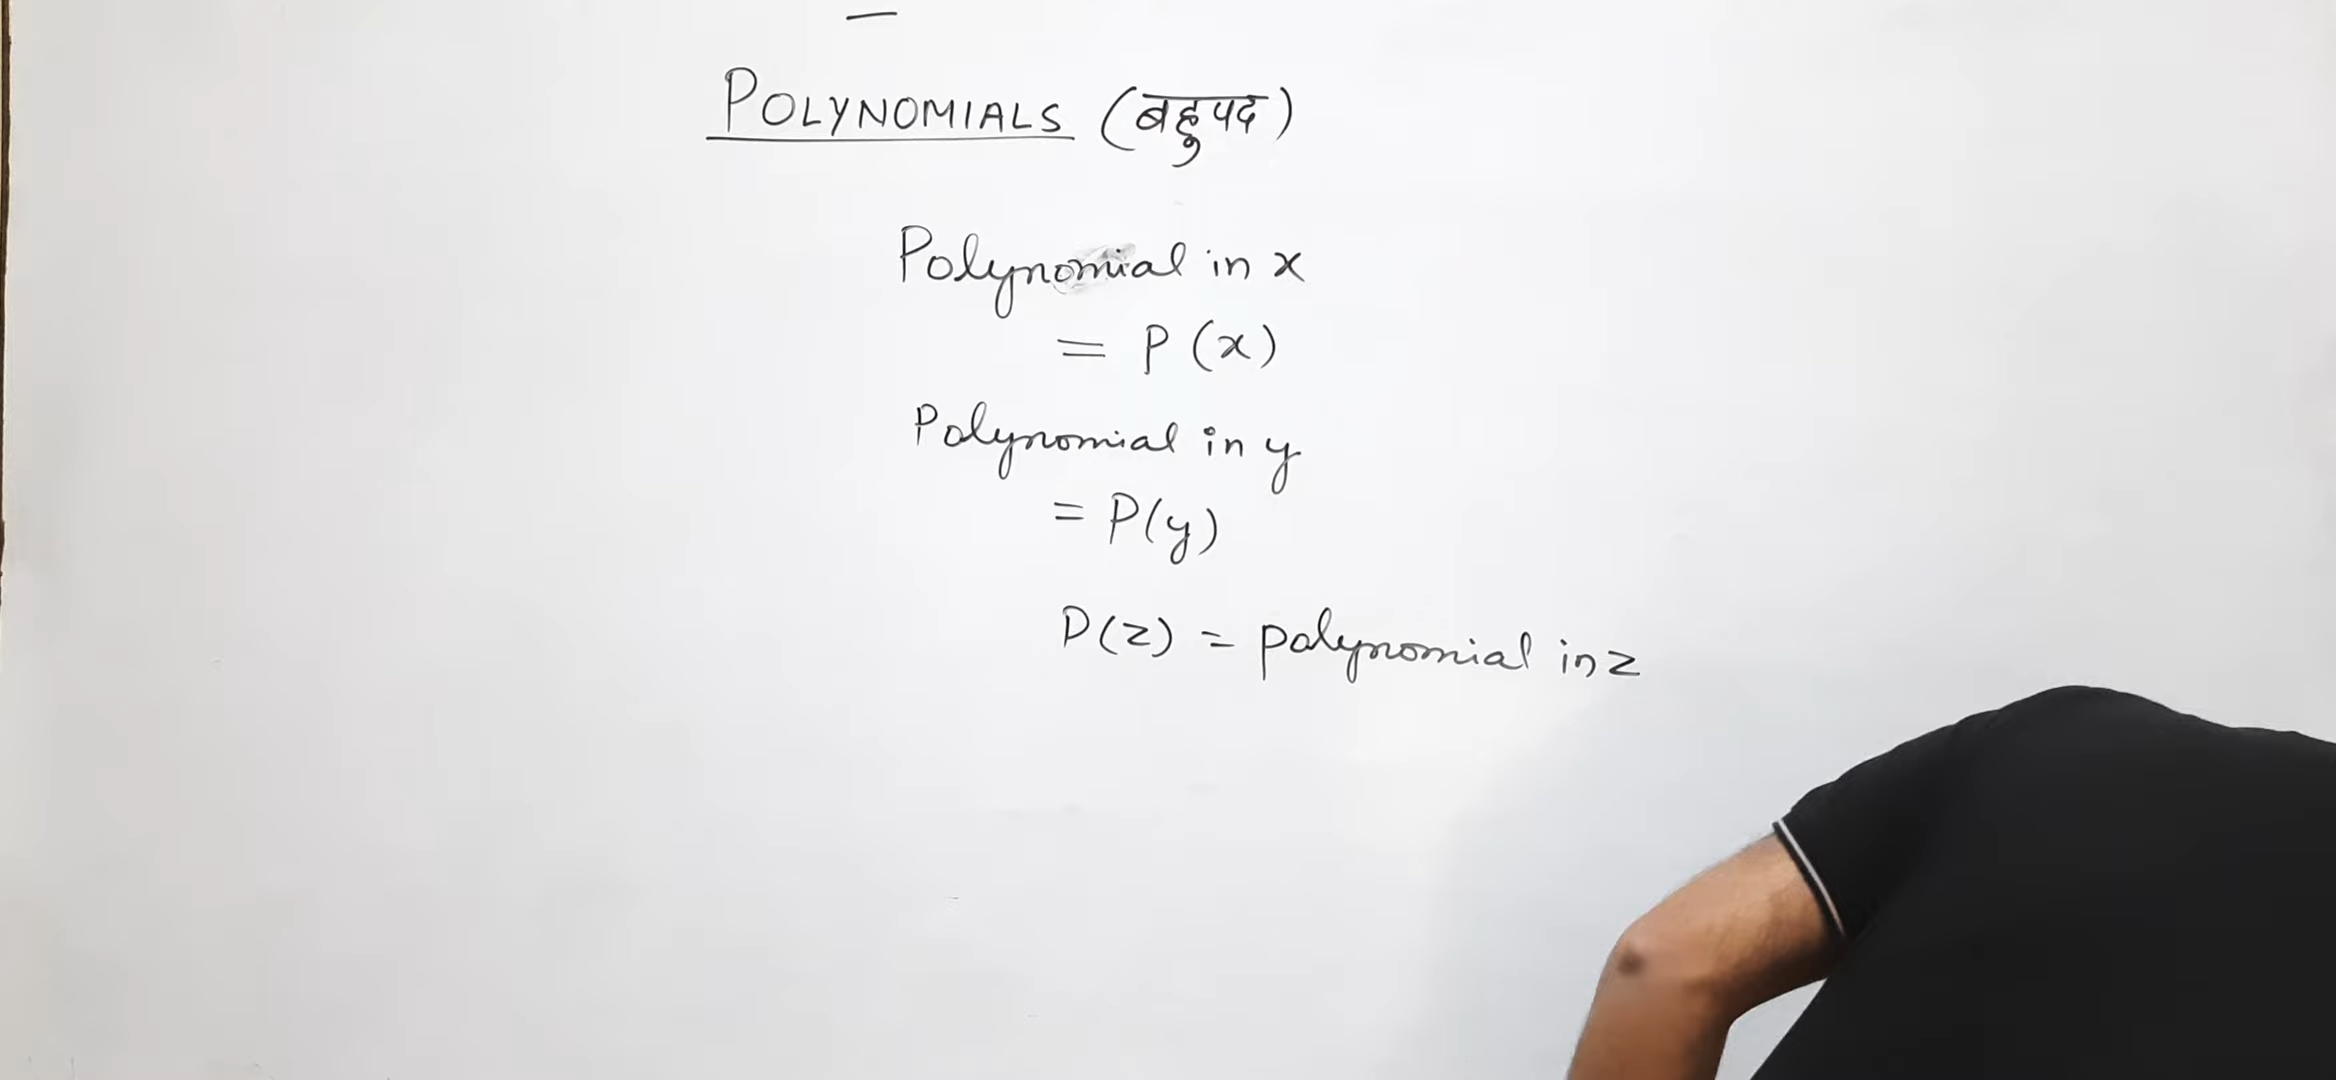 POLYNOMIALS (बहुपद)
Polynomial in x
= P (x)
Polynomial in y
= P(y)
P(z) = polynomial in z